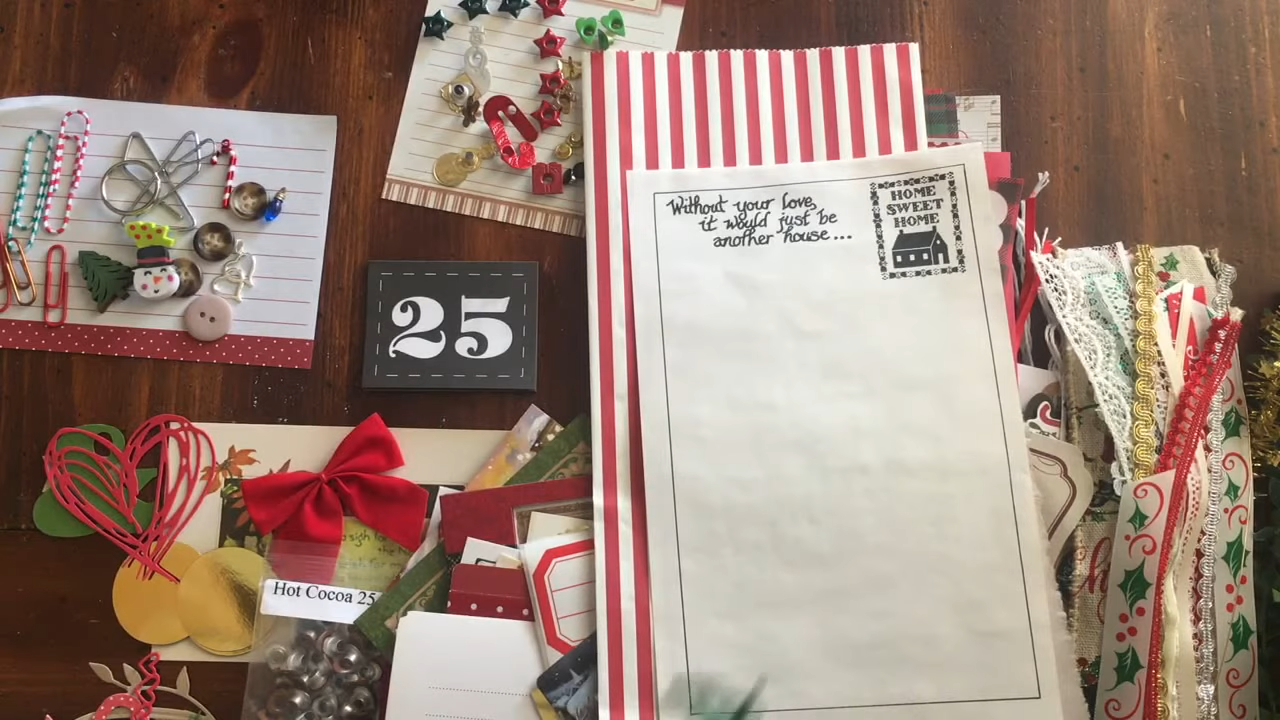 Without your love,
it would just be
another house...
HOME
SWEET
HOME
25
Hot Cocoa 25